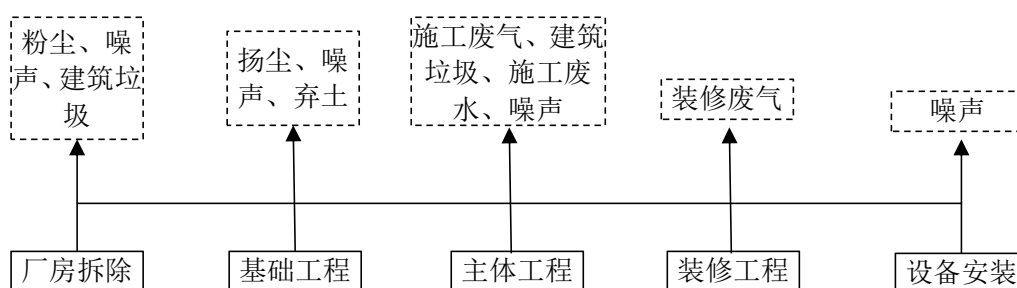 粉尘、噪
声、建筑垃
圾
扬尘、噪
声、弃土
施工废气、建筑
垃圾、施工废
水、噪声
装修废气
噪声
厂房拆除
基础工程
主体工程
装修工程
设备安装